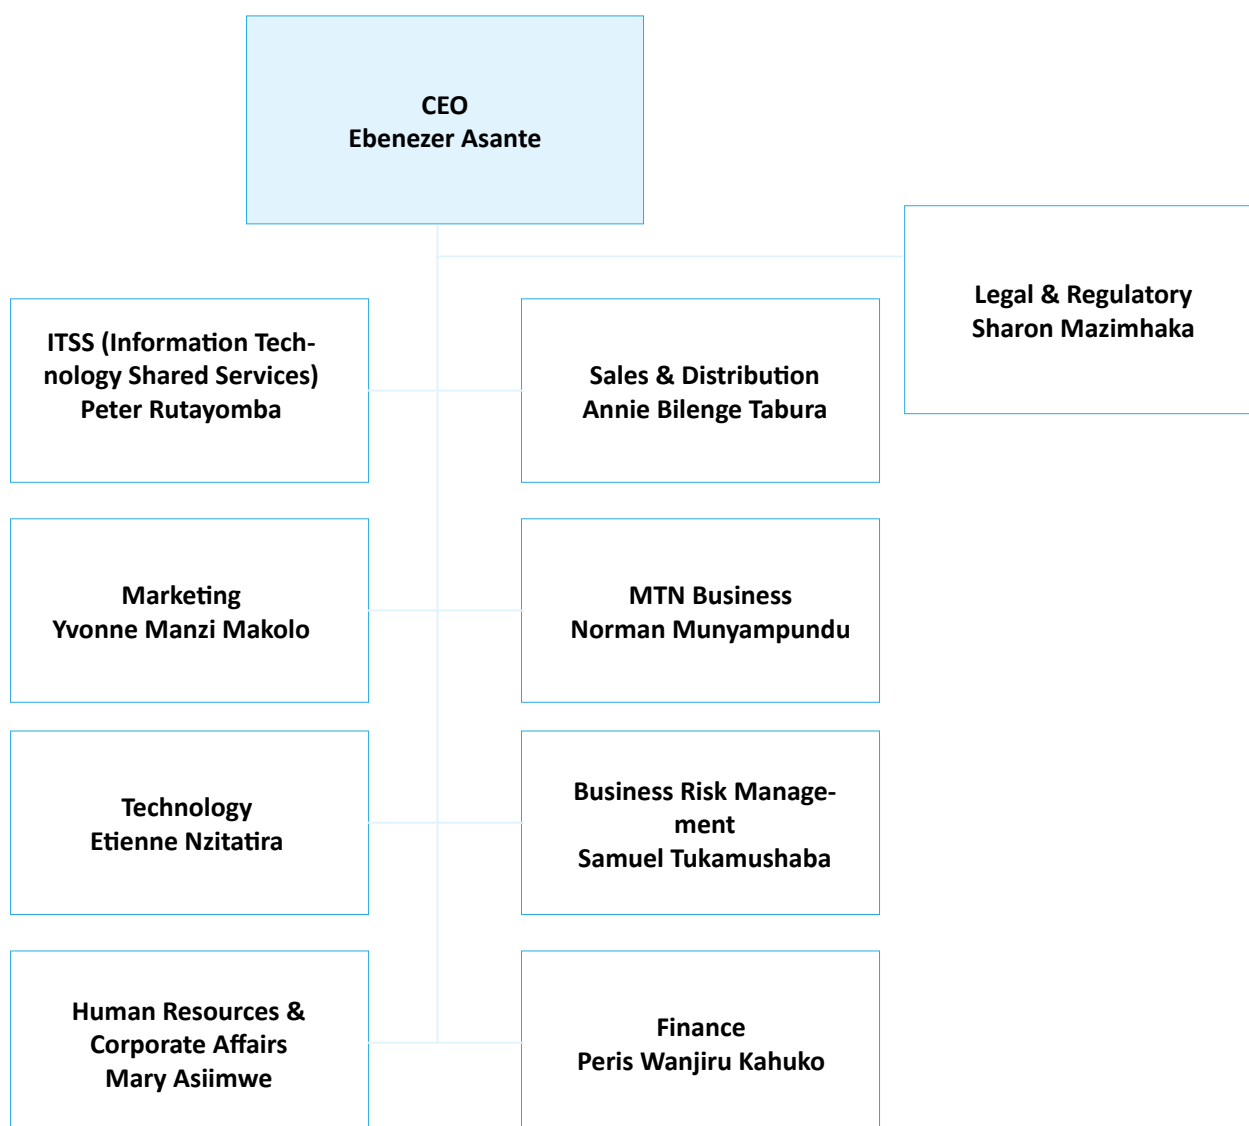 CEO
Ebenezer Asante
Legal & Regulatory
Sharon Mazimhaka
ITSS (Information Tech-
nology Shared Services)
Peter Rutayomba
Sales & Distribution
Annie Bilenge Tabura
Marketing
Yvonne Manzi Makolo
MTN Business
Norman Munyampundu
Technology
Etienne Nzitatira
Business Risk Manage-
ment
Samuel Tukamushaba
Human Resources &
Corporate Affairs
Mary Asiimwe
Finance
Peris Wanjiru Kahuko